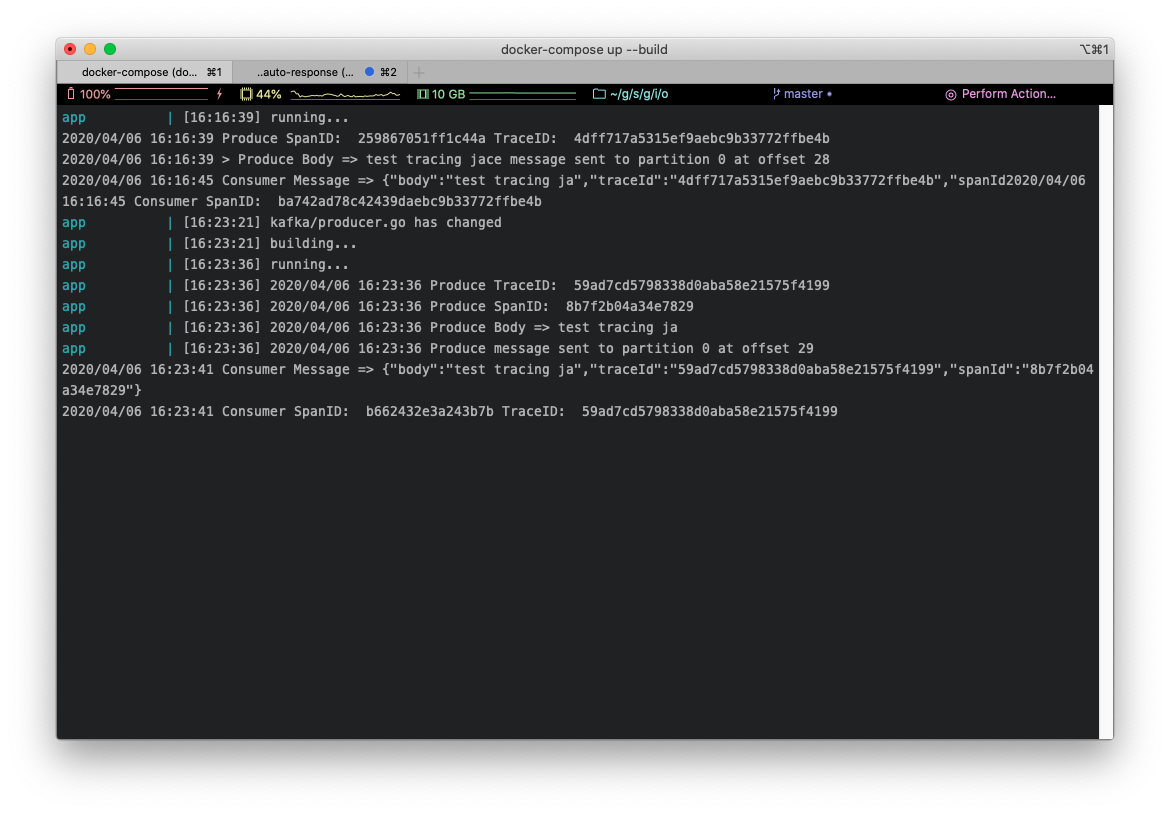 docker-compose up --build
⌥⌘1
docker-compose (do... ⌘1
..auto-response (... ⌘2
100% 44% 10 GB ~/g/s/g/i/o master • Perform Action...
app | [16:16:39] running...
2020/04/06 16:16:39 Produce SpanID:  259867051ff1c44a TraceID:  4dff717a5315ef9aebc9b33772ffbe4b
2020/04/06 16:16:39 > Produce Body => test tracing jace message sent to partition 0 at offset 28
2020/04/06 16:16:45 Consumer Message => {"body":"test tracing ja","traceId":"4dff717a5315ef9aebc9b33772ffbe4b","spanId2020/04/06
16:16:45 Consumer SpanID:  ba742ad78c42439daebc9b33772ffbe4b
app | [16:23:21] kafka/producer.go has changed
app | [16:23:21] building...
app | [16:23:36] running...
app | [16:23:36] 2020/04/06 16:23:36 Produce TraceID:  59ad7cd5798338d0aba58e21575f4199
app | [16:23:36] 2020/04/06 16:23:36 Produce SpanID:  8b7f2b04a34e7829
app | [16:23:36] 2020/04/06 16:23:36 Produce Body => test tracing ja
app | [16:23:36] 2020/04/06 16:23:36 Produce message sent to partition 0 at offset 29
2020/04/06 16:23:41 Consumer Message => {"body":"test tracing ja","traceId":"59ad7cd5798338d0aba58e21575f4199","spanId":"8b7f2b04
a34e7829"}
2020/04/06 16:23:41 Consumer SpanID:  b662432e3a243b7b TraceID:  59ad7cd5798338d0aba58e21575f4199